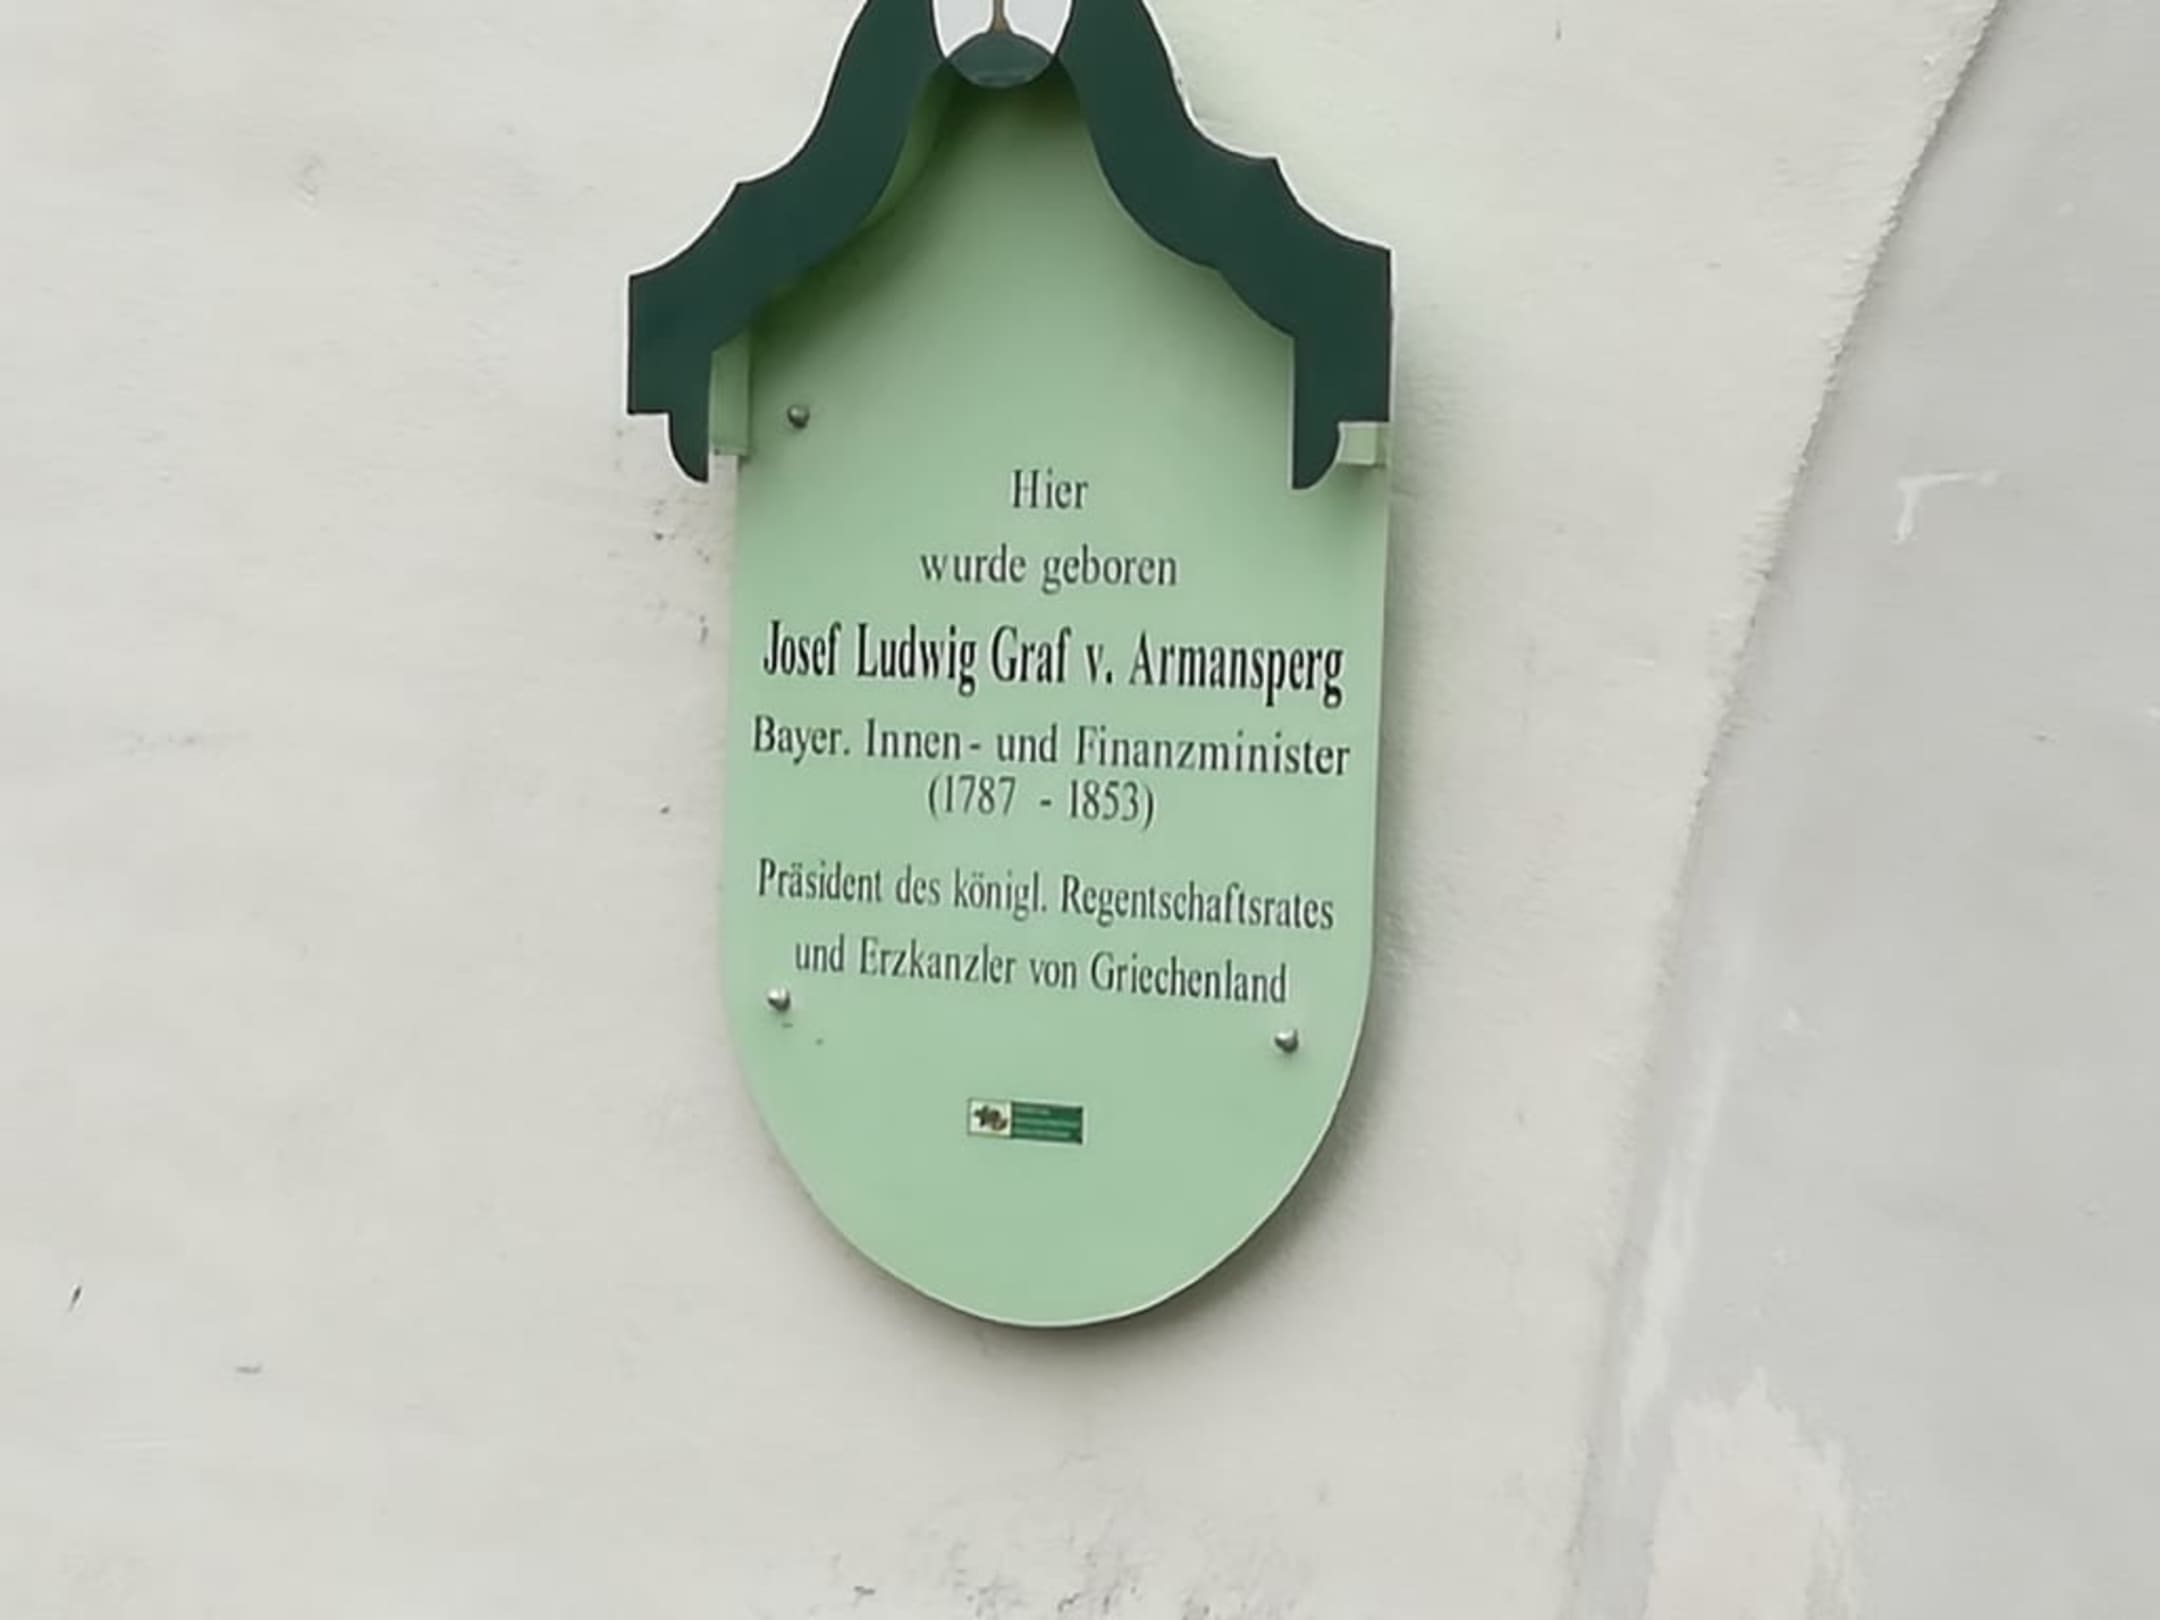 Hier
wurde geboren
Josef Ludwig Graf v. Armansperg
Bayer. Innen- und Finanzminister
(1787 - 1853)
Präsident des königl. Regentschaftsrates
und Erzkanzler von Griechenland